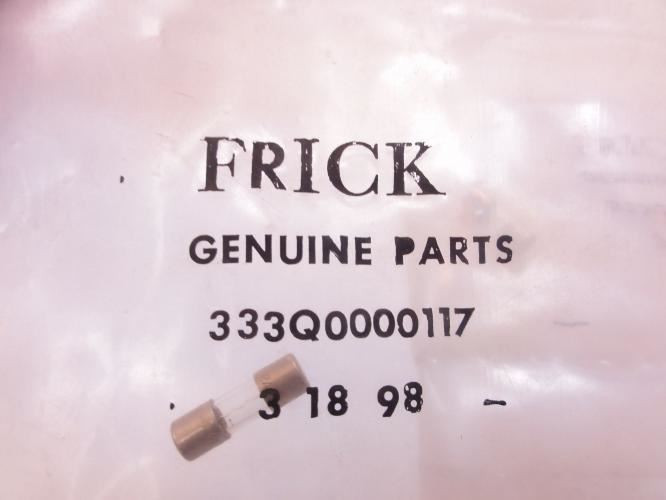 FRICK
GENUINE PARTS
333Q0000117
3 18 98 -